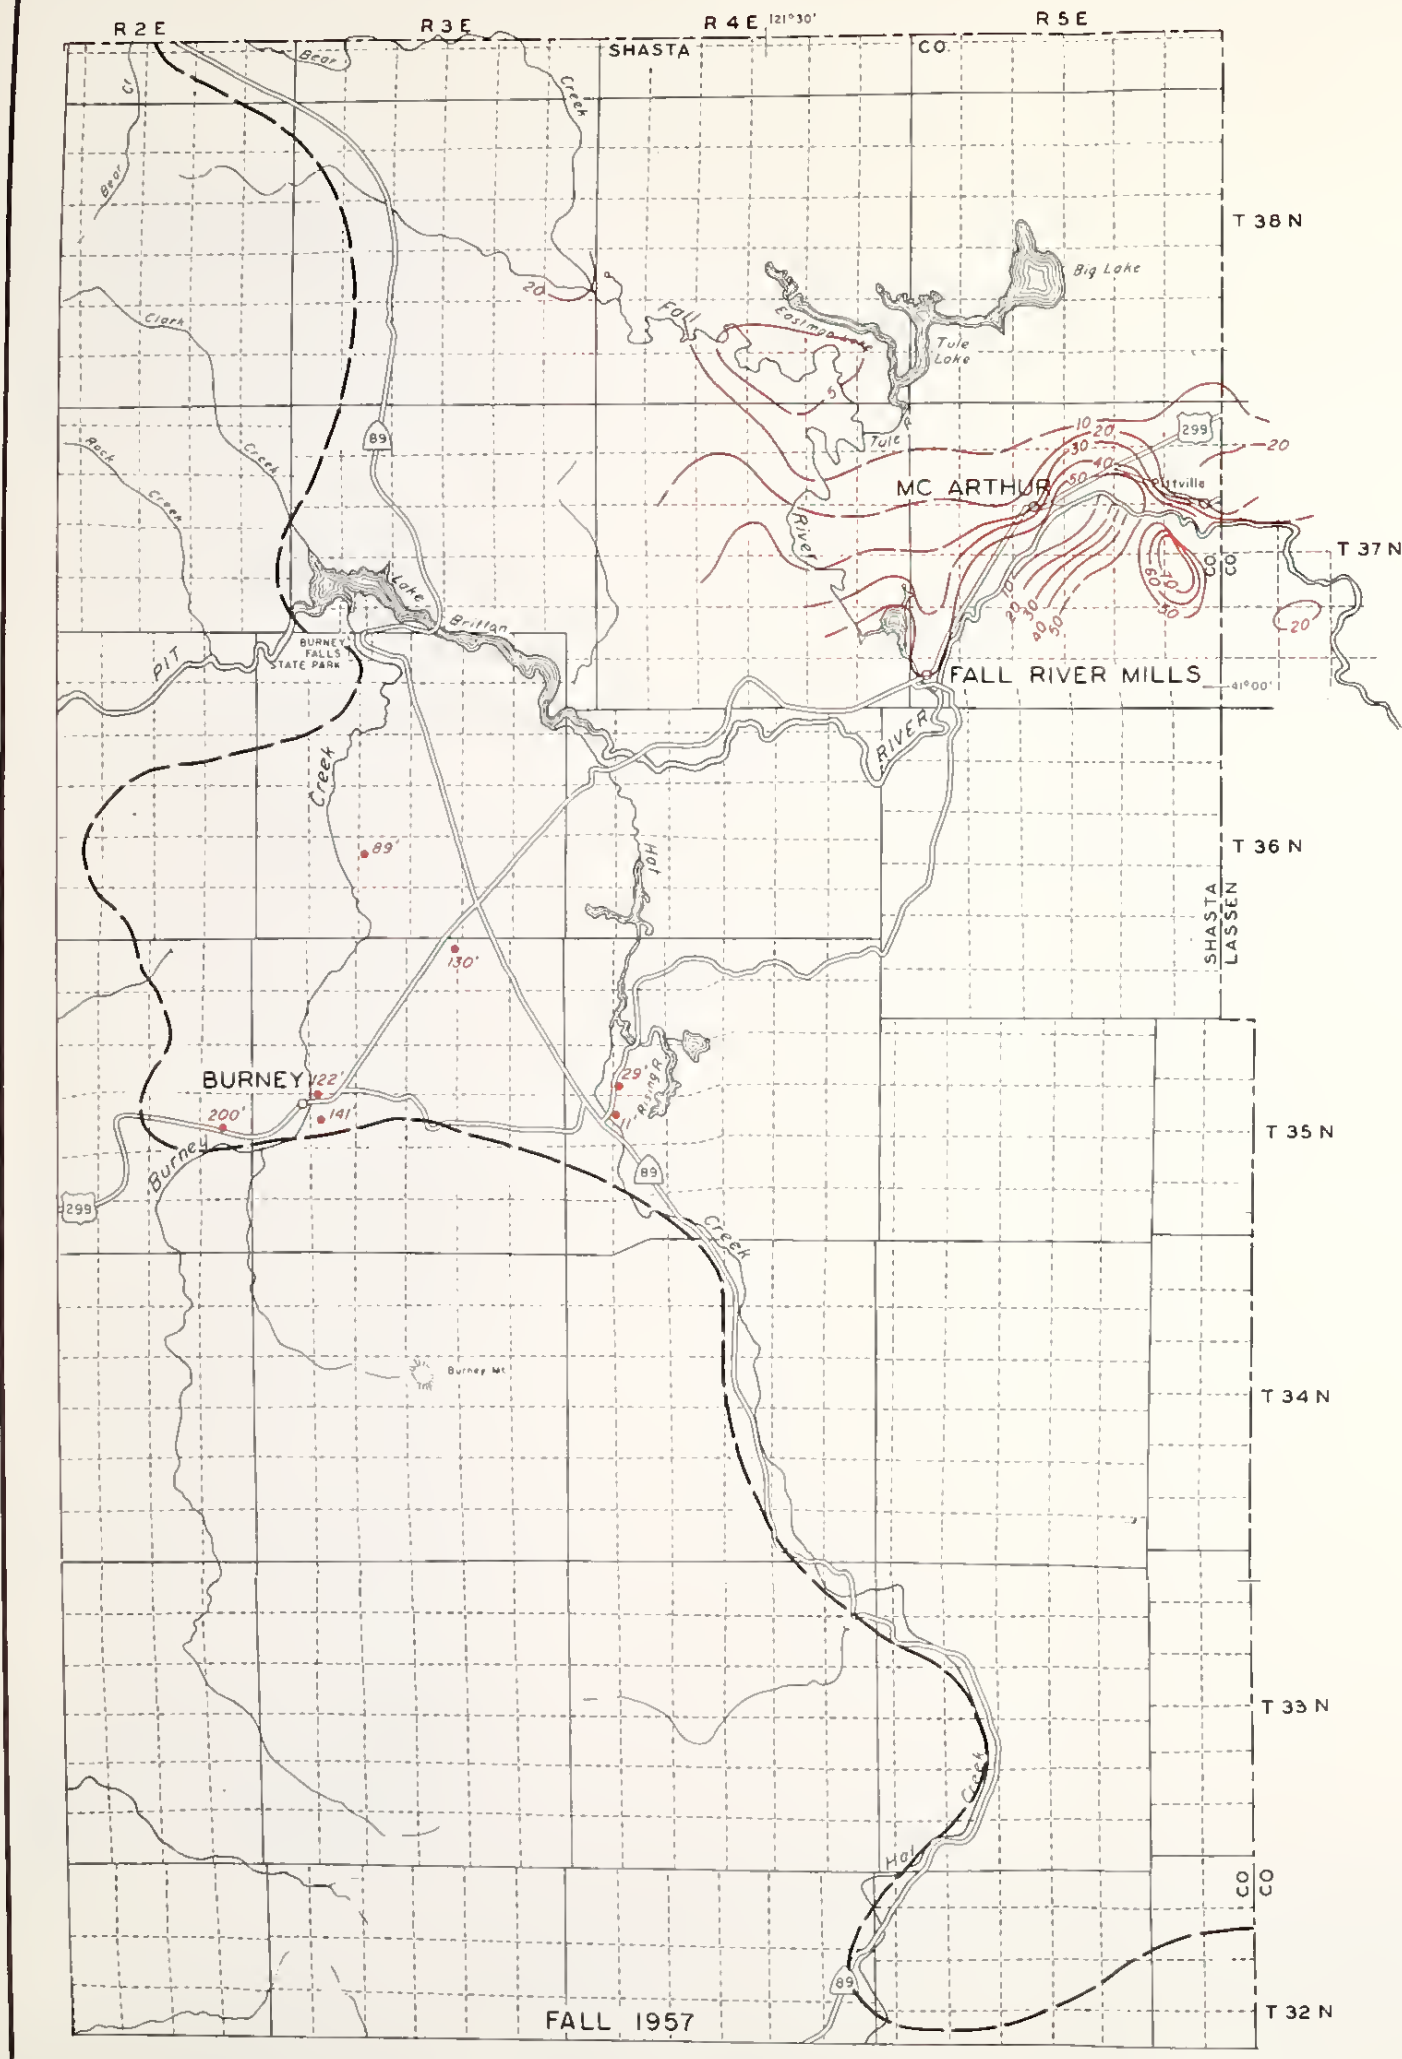 R 2 E
R 3 E
R 4 E
121°30'
R 5 E
SHASTA
CO.
Bear
Creek
Bear
C
T 38 N
Big Lake
20
Fall
Eastman Lake
Tule
Lake
Clark
Creek
5
89
Rock
Creek
Tule
10
20
30
40
50
299
20
MC ARTHUR
Pittville
River
T 37 N
CO
CO
60
70
50
10
20
30
40
50
20
Lake
Britton
BURNEY
FALLS
STATE PARK
PIT
FALL RIVER MILLS
41°00'
RIVER
Creek
89'
Hat
T 36 N
SHASTA
LASSEN
130'
BURNEY
122'
29'
Rising R.
200'
141
11'
T 35 N
Burney
89
299
Creek
Burney Mt
T 34 N
T 33 N
Creek
Hat
CO
CO
89
FALL 1957
T 32 N